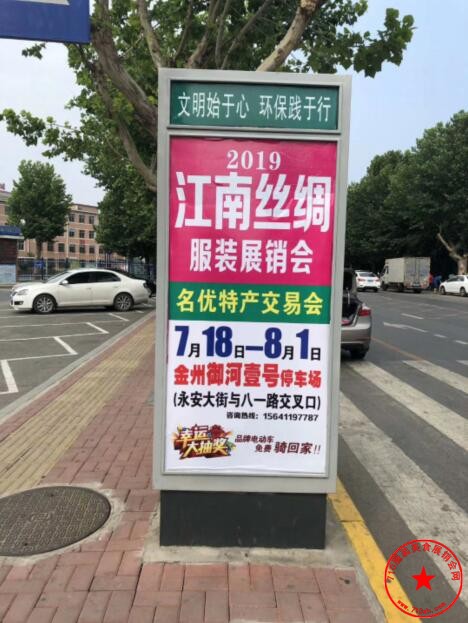 文明始于心 环保践于行
2019
江南丝绸
服装展销会
名优特产交易会
7月18日—8月1日
金州御河壹号停车场
(永安大街与八一路交叉口)
咨询热线：15641197787
幸运
大抽奖
品牌电动车
免费 骑回家!!